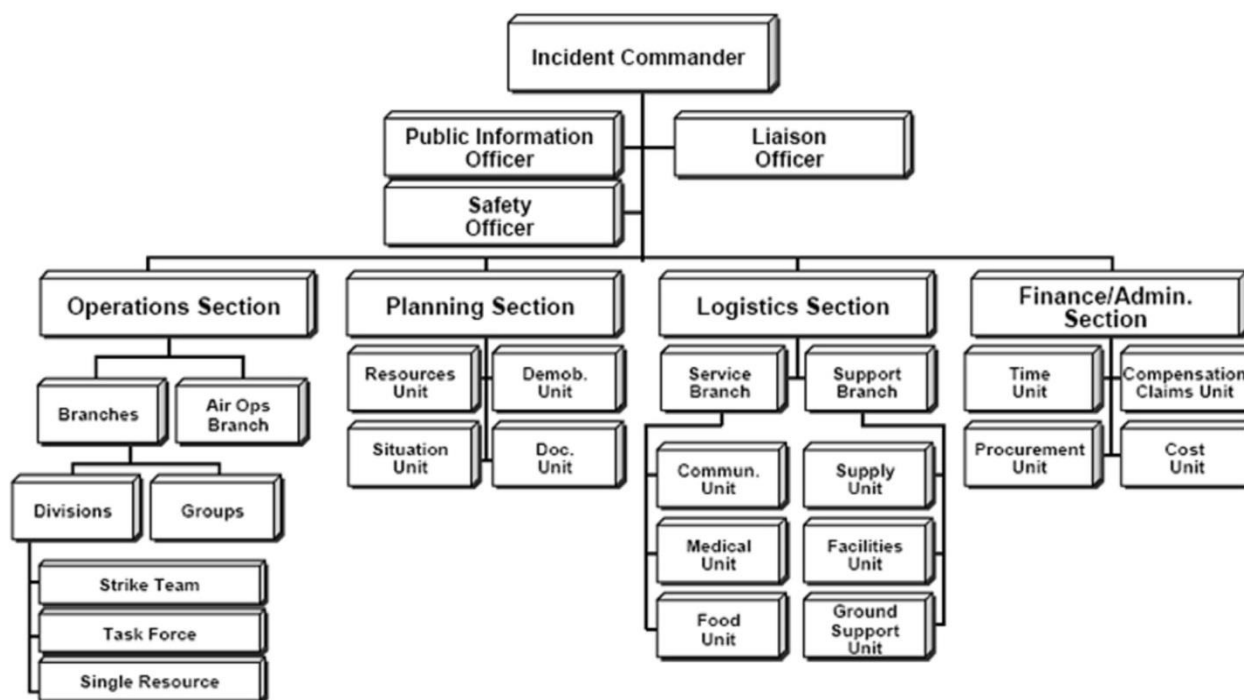 Incident Commander
Public Information
Officer
Liaison
Officer
Safety
Officer
Operations Section
Planning Section
Logistics Section
Finance/Admin.
Section
Branches
Air Ops
Branch
Divisions
Groups
Strike Team
Task Force
Single Resource
Resources
Unit
Demob.
Unit
Situation
Unit
Doc.
Unit
Service
Branch
Support
Branch
Commun.
Unit
Supply
Unit
Medical
Unit
Facilities
Unit
Food
Unit
Ground
Support
Unit
Time
Unit
Compensation
Claims Unit
Procurement
Unit
Cost
Unit